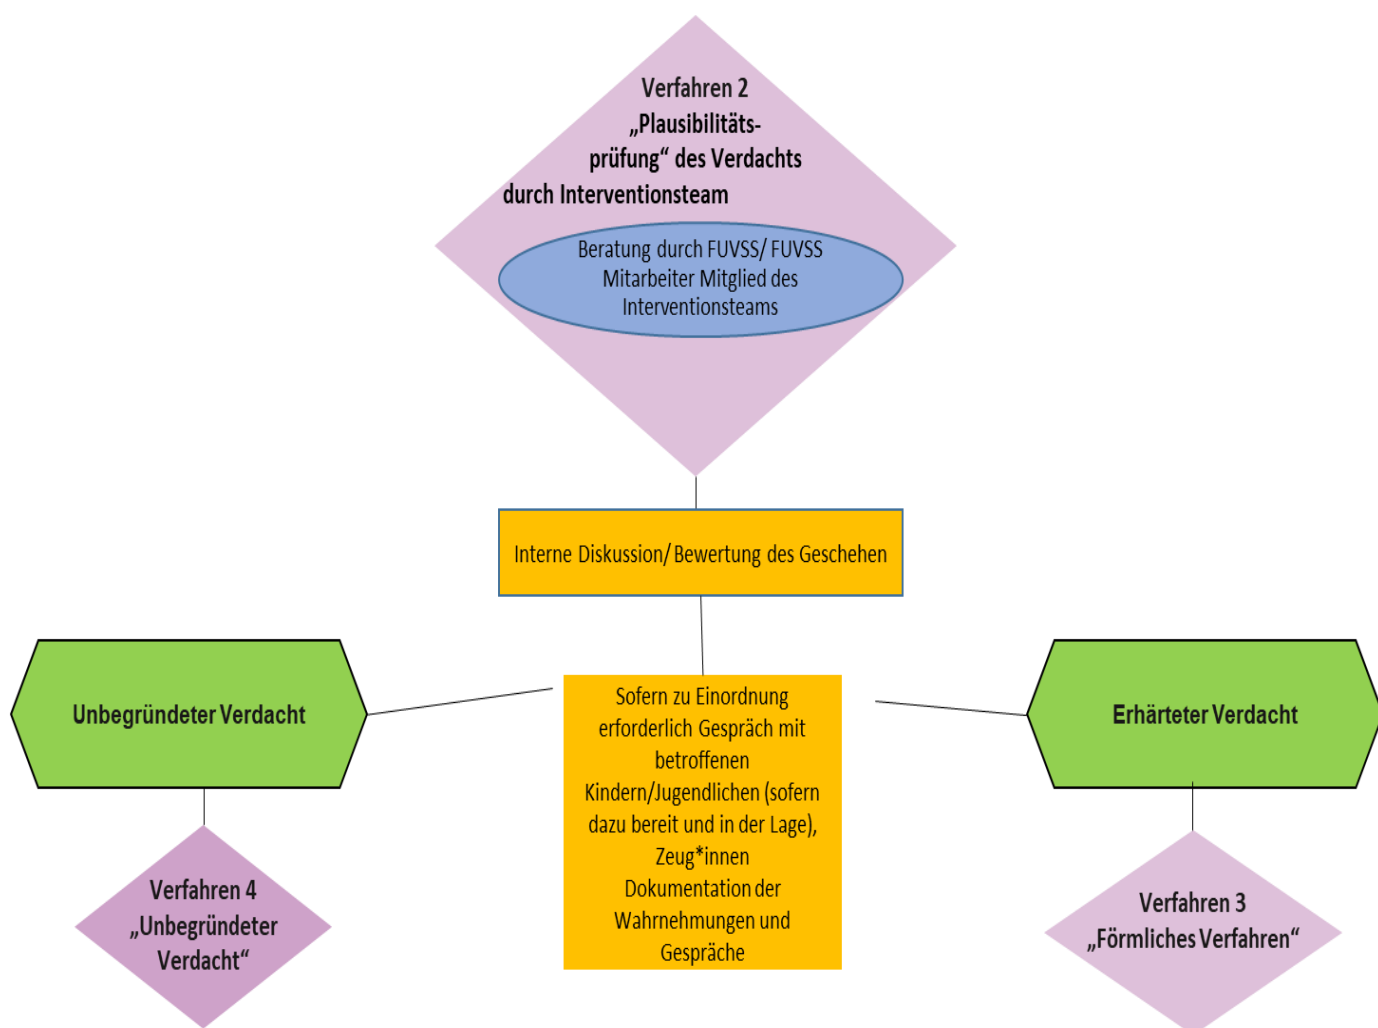 Verfahren 2
„Plausibilitäts-
prüfung“ des Verdachts
durch Interventionsteam
Beratung durch FUVSS/ FUVSS
Mitarbeiter Mitglied des
Interventionsteams
Interne Diskussion/ Bewertung des Geschehen
Unbegründeter Verdacht
Sofern zu Einordnung
erforderlich Gespräch mit
betroffenen
Kindern/Jugendlichen (sofern
dazu bereit und in der Lage),
Zeug*innen
Dokumentation der
Wahrnehmungen und
Gespräche
Erhärteter Verdacht
Verfahren 4
„Unbegründeter
Verdacht“
Verfahren 3
„Förmliches Verfahren“